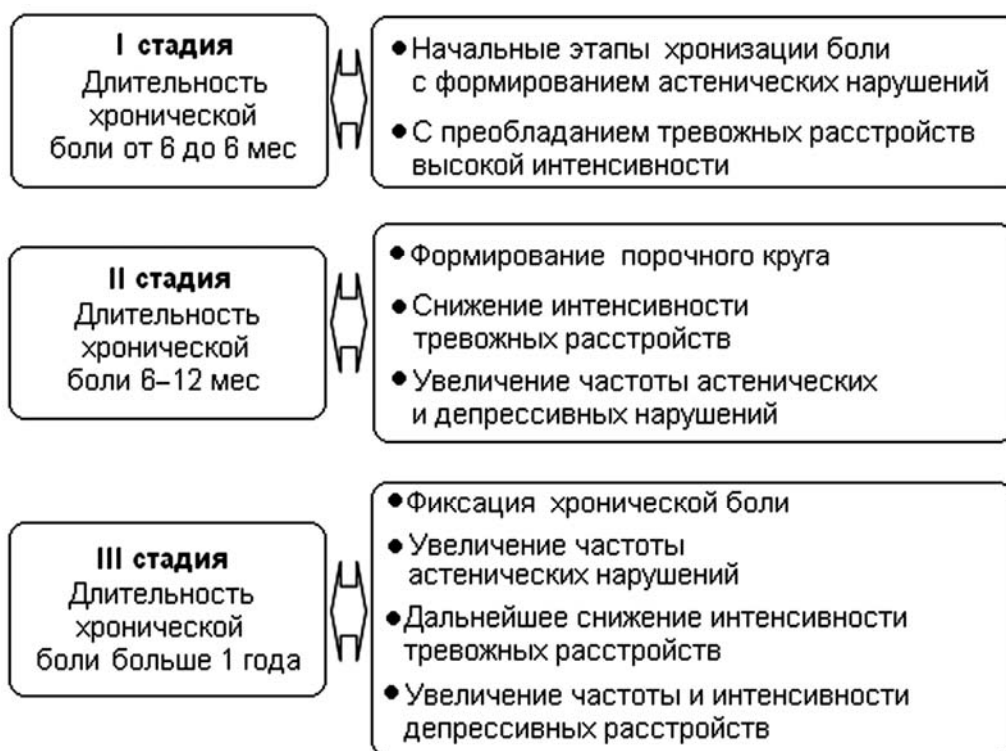 I стадия
Длительность
хронической
боли от 6 до 6 мес
● Начальные этапы хронизации боли
с формированием астенических нарушений
● С преобладанием тревожных расстройств
высокой интенсивности
II стадия
Длительность
хронической
боли 6–12 мес
● Формирование порочного круга
● Снижение интенсивности
тревожных расстройств
● Увеличение частоты астенических
и депрессивных нарушений
III стадия
Длительность
хронической
боли больше 1 года
● Фиксация хронической боли
● Увеличение частоты
астенических нарушений
● Дальнейшее снижение интенсивности
тревожных расстройств
● Увеличение частоты и интенсивности
депрессивных расстройств